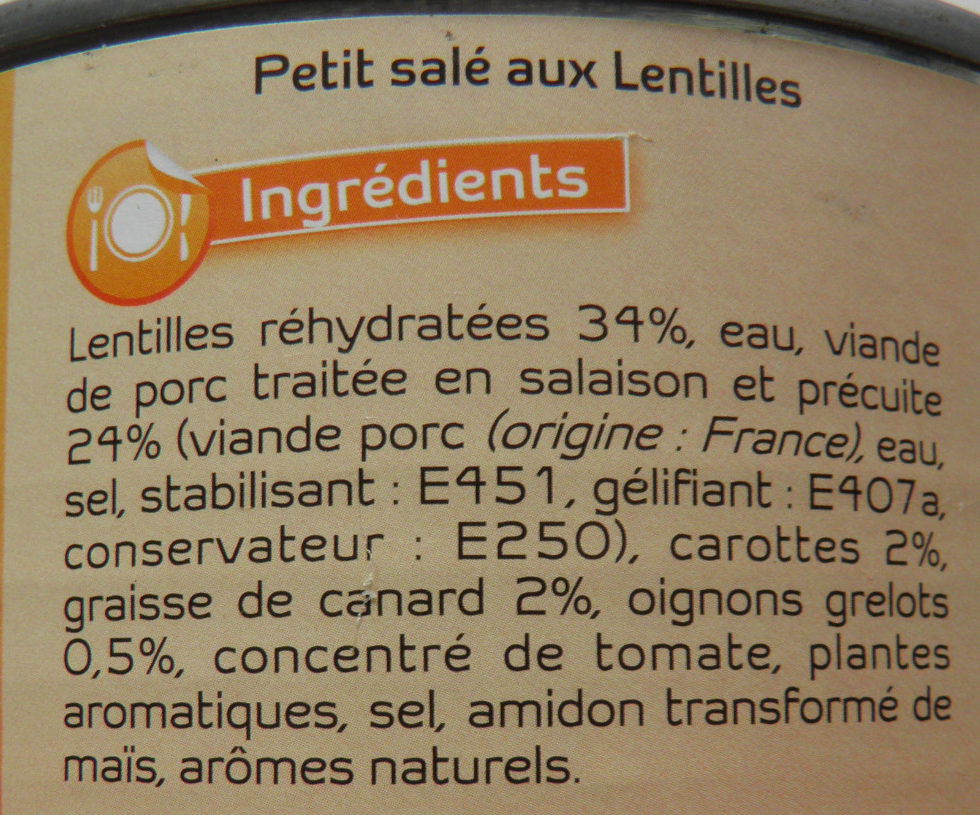 Petit salé aux Lentilles
Ingrédients
Lentilles réhydratées 34%, eau, viande
de porc traitée en salaison et précuite
24% (viande porc (origine : France), eau,
sel, stabilisant : E451, gélifiant : E407a,
conservateur : E250), carottes 2%,
graisse de canard 2%, oignons grelots
0,5%, concentré de tomate, plantes
aromatiques, sel, amidon transformé de
maïs, arômes naturels.